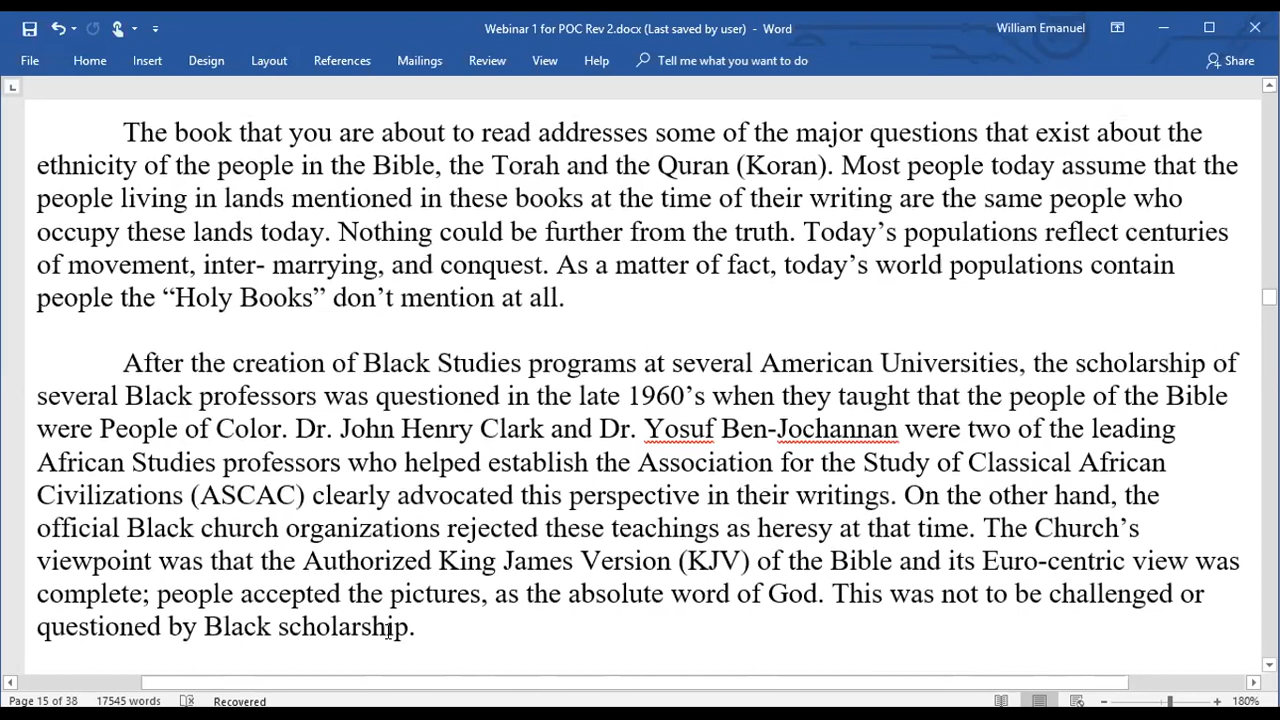 Webinar 1 for POC Rev 2.docx (Last saved by user) - Word
William Emanuel
File Home Insert Design Layout References Mailings Review View Help Tell me what you want to do Share
The book that you are about to read addresses some of the major questions that exist about the
ethnicity of the people in the Bible, the Torah and the Quran (Koran). Most people today assume that the
people living in lands mentioned in these books at the time of their writing are the same people who
occupy these lands today. Nothing could be further from the truth. Today’s populations reflect centuries
of movement, inter- marrying, and conquest. As a matter of fact, today’s world populations contain
people the “Holy Books” don’t mention at all.
After the creation of Black Studies programs at several American Universities, the scholarship of
several Black professors was questioned in the late 1960’s when they taught that the people of the Bible
were People of Color. Dr. John Henry Clark and Dr. Yosuf Ben-Jochannan were two of the leading
African Studies professors who helped establish the Association for the Study of Classical African
Civilizations (ASCAC) clearly advocated this perspective in their writings. On the other hand, the
official Black church organizations rejected these teachings as heresy at that time. The Church’s
viewpoint was that the Authorized King James Version (KJV) of the Bible and its Euro-centric view was
complete; people accepted the pictures, as the absolute word of God. This was not to be challenged or
questioned by Black scholarship.
Page 15 of 38 17545 words Recovered 180%